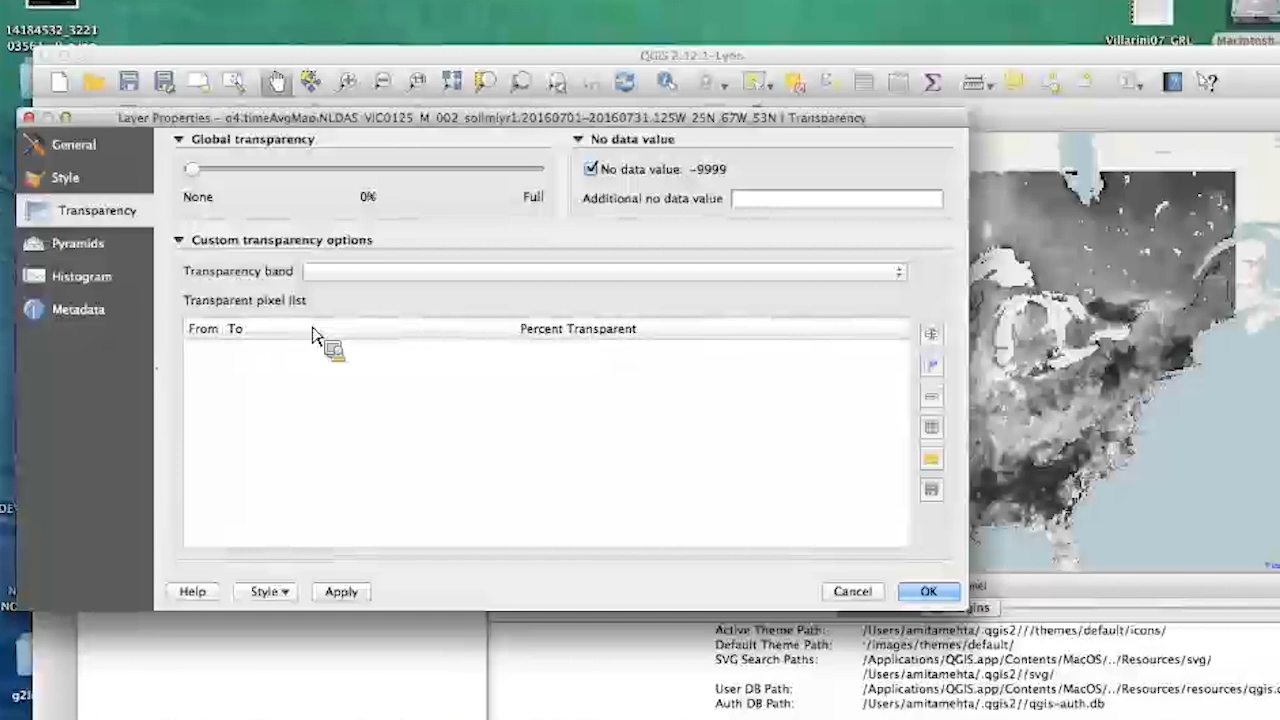 14184532_3221
Villarini07_GRL
Macintosh
QGIS 2.12.1-Lyon
Layer Properties - g4.timeAvgMap.NLDAS_VIC0125_M_002_soilmlyr1.20160701-20160731.125W_25N_67W_53N | Transparency
General
Style
Transparency
Pyramids
Histogram
Metadata
Global transparency
None 0% Full
No data value
No data value: -9999
Additional no data value
Custom transparency options
Transparency band
Transparent pixel list
From To Percent Transparent
Help Style Apply Cancel OK
Active Theme Path: /Users/amitamehta/.qgis2///themes/default/icons/
Default Theme Path: :/images/themes/default/
SVG Search Paths: /Applications/QGIS.app/Contents/MacOS/../Resources/svg/
/Users/amitamehta/.qgis2//svg/
User DB Path: /Applications/QGIS.app/Contents/MacOS/../Resources/resources/qgis.
Auth DB Path: /Users/amitamehta/.qgis2//qgis-auth.db